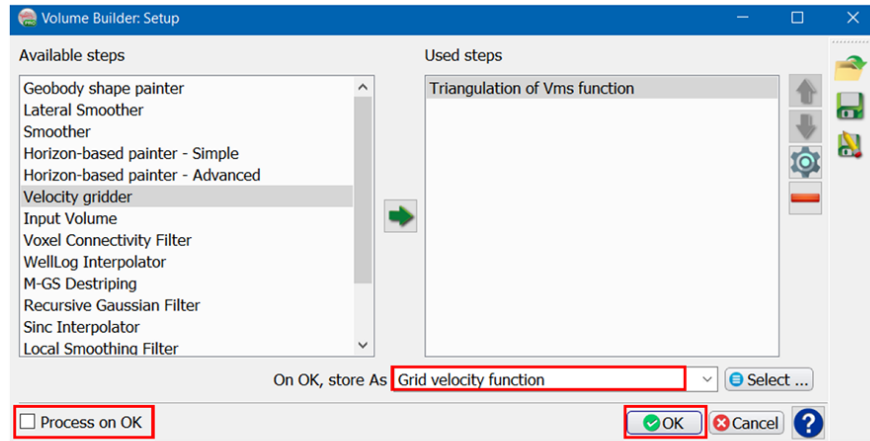 Volume Builder: Setup
Available steps
Used steps
Geobody shape painter
Lateral Smoother
Smoother
Horizon-based painter - Simple
Horizon-based painter - Advanced
Velocity gridder
Input Volume
Voxel Connectivity Filter
WellLog Interpolator
M-GS Destriping
Recursive Gaussian Filter
Sinc Interpolator
Local Smoothing Filter
Triangulation of Vms function
On OK, store As Grid velocity function Select ...
Process on OK OK Cancel ?